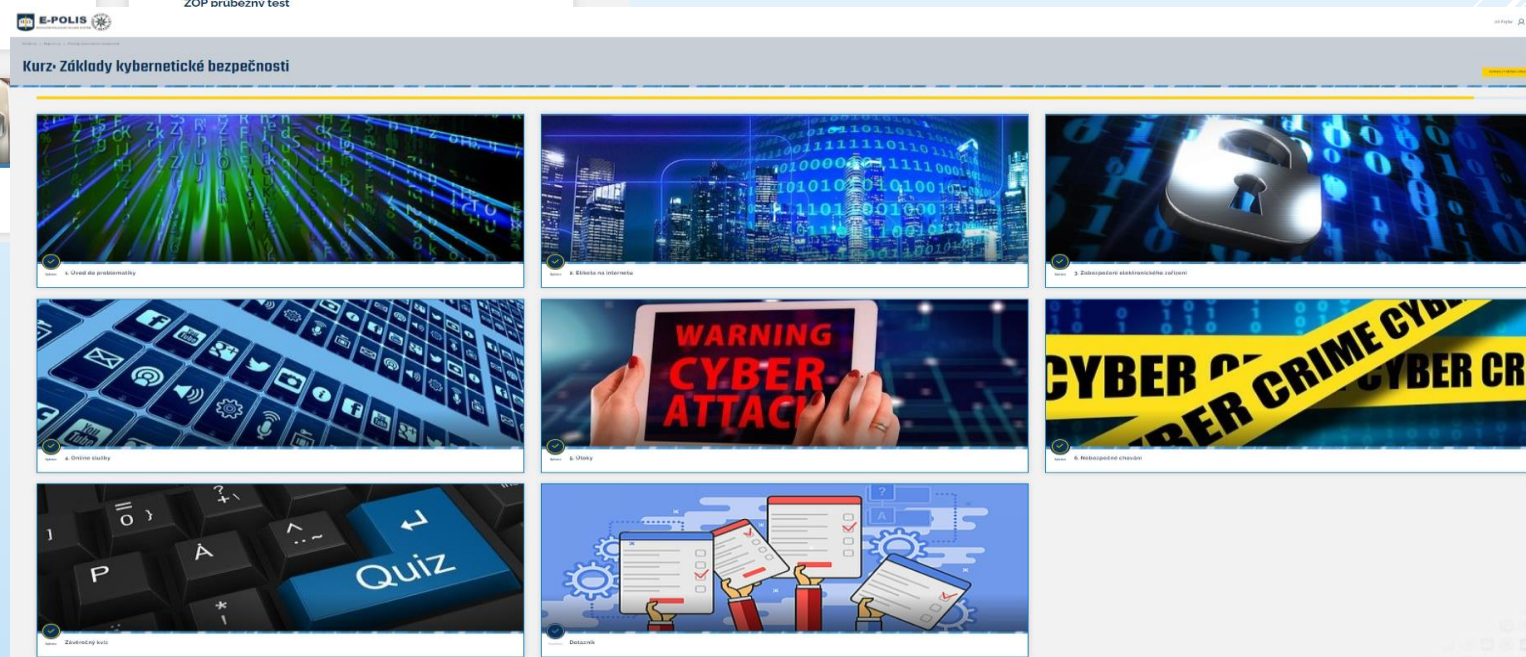 ZOP průběžný test
E-POLIS
Kurz: Základy kybernetické bezpečnosti
1. Úvod do problematiky
2. Etiketa na internetu
3. Zabezpečení elektronického zařízení
WARNING
CYBER
ATTACK
CYBER CRIME CYBER
CYBER CR
4. Online služby
5. Útoky
6. Nebezpečné chování
Quiz
Závěrečný kvíz
Dotazník